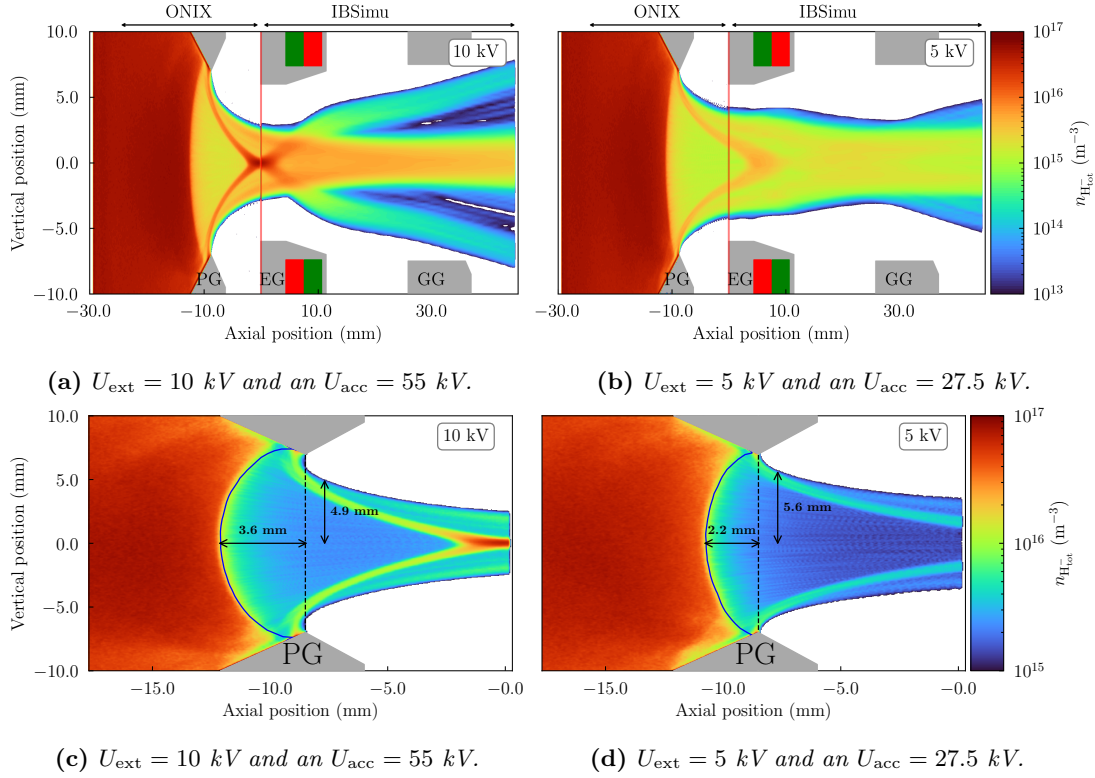 ONIX IBSimu ONIX IBSimu
10.0 5.0 0.0 −5.0 −10.0
Vertical position (mm)
10 kV
PG EG GG
−30.0 −10.0 10.0 30.0
Axial position (mm)
5 kV
PG EG GG
−30.0 −10.0 10.0 30.0
Axial position (mm)
10^17 10^16 10^15 10^14 10^13
n_{H^-_{tot}} (m^{−3})
(a) U_ext = 10 kV and an U_acc = 55 kV.
(b) U_ext = 5 kV and an U_acc = 27.5 kV.
10.0 5.0 0.0 −5.0 −10.0
Vertical position (mm)
10 kV
4.9 mm
3.6 mm
PG
−15.0 −10.0 −5.0 −0.0
Axial position (mm)
5 kV
5.6 mm
2.2 mm
PG
−15.0 −10.0 −5.0 −0.0
Axial position (mm)
10^17 10^16 10^15
n_{H^-_{tot}} (m^{−3})
(c) U_ext = 10 kV and an U_acc = 55 kV.
(d) U_ext = 5 kV and an U_acc = 27.5 kV.